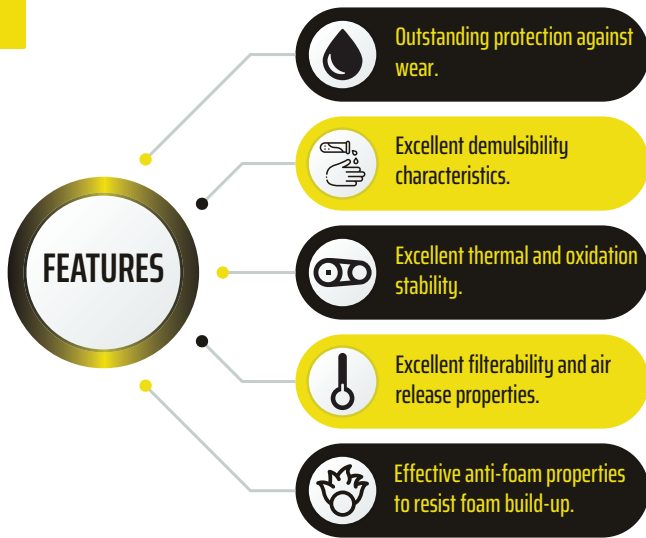 FEATURES
Outstanding protection against
wear.
Excellent demulsibility
characteristics.
Excellent thermal and oxidation
stability.
Excellent filterability and air
release properties.
Effective anti-foam properties
to resist foam build-up.